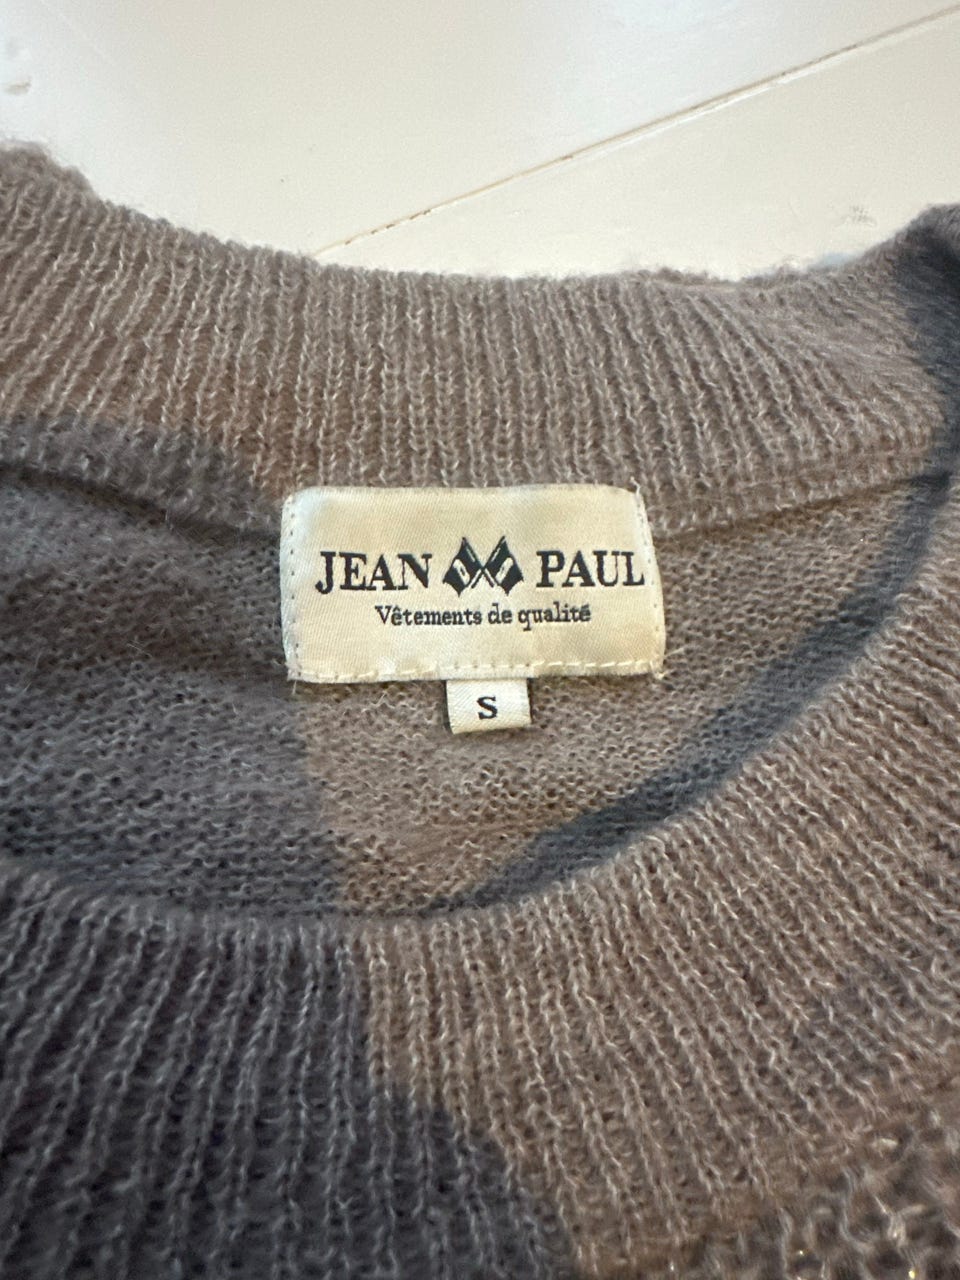 JEAN PAUL
Vêtements de qualité
S